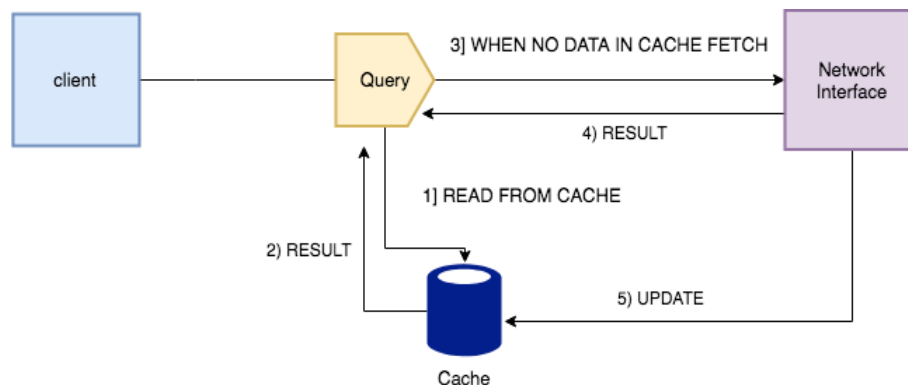 3] WHEN NO DATA IN CACHE FETCH
client
Query
Network
Interface
4) RESULT
1] READ FROM CACHE
2) RESULT
5) UPDATE
Cache